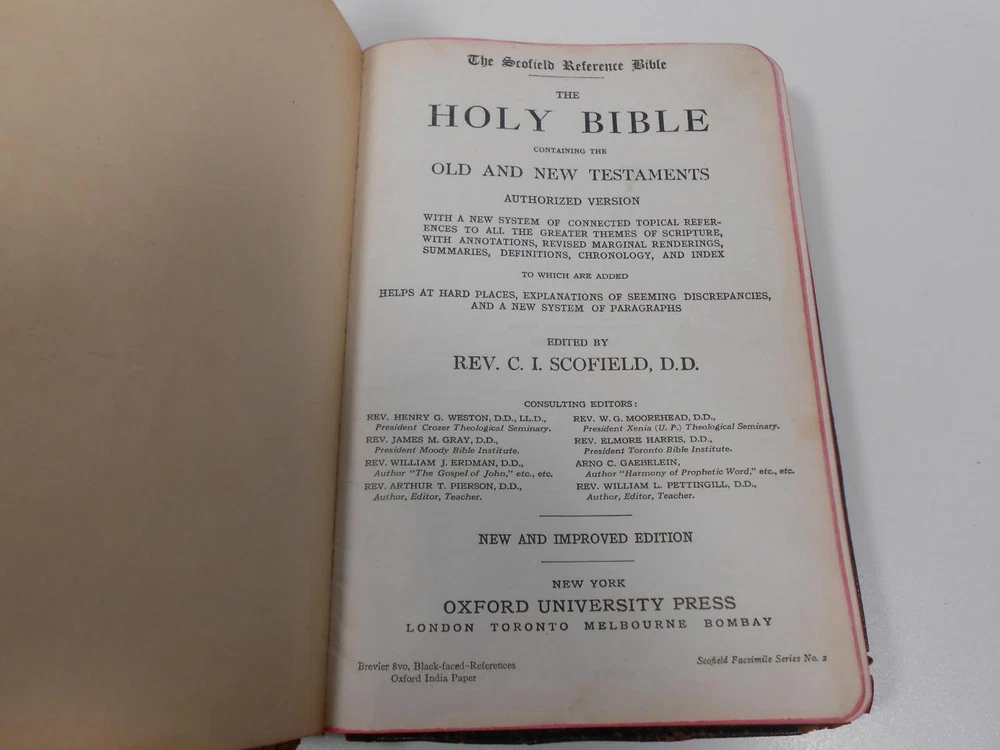 The Scofield Reference Bible
THE
HOLY BIBLE
CONTAINING THE
OLD AND NEW TESTAMENTS
AUTHORIZED VERSION
WITH A NEW SYSTEM OF CONNECTED TOPICAL REFER-
ENCES TO ALL THE GREATER THEMES OF SCRIPTURE,
WITH ANNOTATIONS, REVISED MARGINAL RENDERINGS,
SUMMARIES, DEFINITIONS, CHRONOLOGY, AND INDEX
TO WHICH ARE ADDED
HELPS AT HARD PLACES, EXPLANATIONS OF SEEMING DISCREPANCIES,
AND A NEW SYSTEM OF PARAGRAPHS
EDITED BY
REV. C. I. SCOFIELD, D.D.
CONSULTING EDITORS:
REV. HENRY G. WESTON, D.D., LL.D.,
President Crozer Theological Seminary.
REV. JAMES M. GRAY, D.D.,
President Moody Bible Institute.
REV. WILLIAM J. ERDMAN, D.D.,
Author "The Gospel of John," etc., etc.
REV. ARTHUR T. PIERSON, D.D.,
Author, Editor, Teacher.
REV. W. G. MOOREHEAD, D.D.,
President Xenia (U. P.) Theological Seminary.
REV. ELMORE HARRIS, D.D.,
President Toronto Bible Institute.
ARNO C. GAEBELEIN,
Author "Harmony of Prophetic Word," etc., etc.
REV. WILLIAM L. PETTINGILL, D.D.,
Author, Editor, Teacher.
NEW AND IMPROVED EDITION
NEW YORK
OXFORD UNIVERSITY PRESS
LONDON TORONTO MELBOURNE BOMBAY
Brevier 8vo, Black-faced-References
Oxford India Paper
Scofield Facsimile Series No. 2